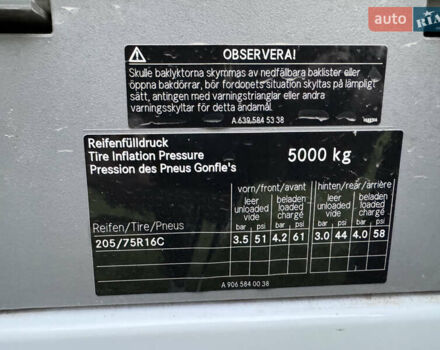 auto
RIA
OBSERVERA!
Skulle baklyktorna skymmas av nedfällbara baklister eller
öppna bakdörrar, bör fordonets situation skyltas på lämpligt
sätt, antingen med varningstrianglar eller andra
varningsskyltar för detta ändamål.
A 639 584 53 38
Reifenfülldruck
Tire Inflation Pressure
Pression des Pneus Gonfle's
5000 kg
vorn/front/avant hinten/rear/arrière
leer beladen leer beladen
unloaded loaded unloaded loaded
vide chargé vide chargé
Reifen/Tire/Pneus bar psi bar psi bar psi bar psi
205/75R16C 3.5 51 4.2 61 3.0 44 4.0 58
A 906 584 00 38